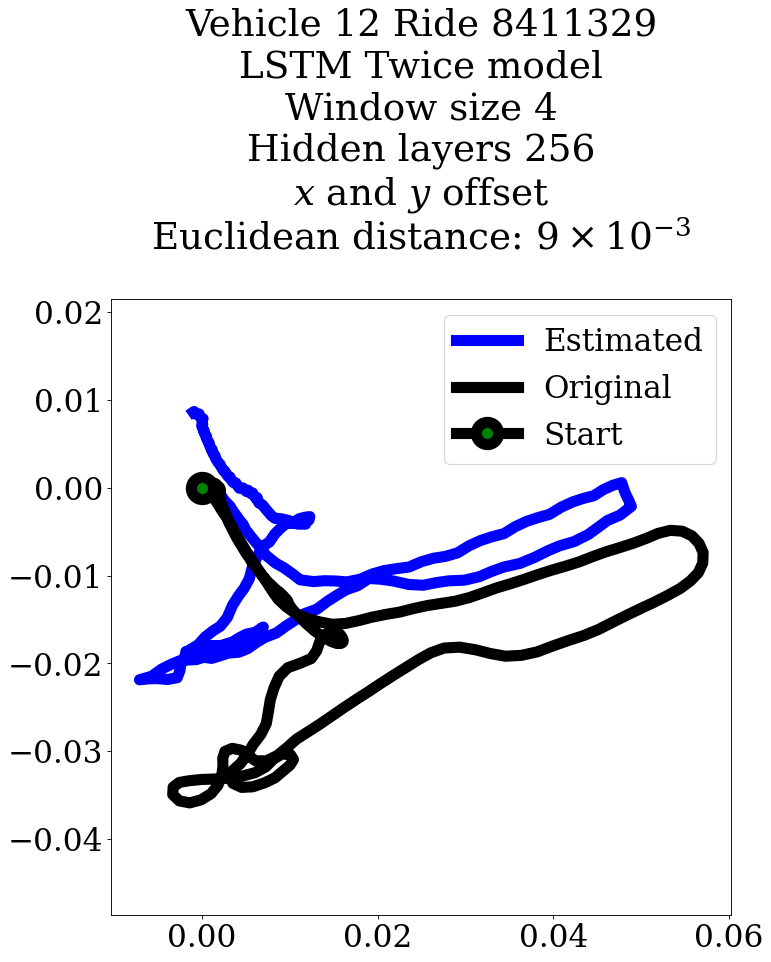 Vehicle 12 Ride 8411329
LSTM Twice model
Window size 4
Hidden layers 256
x and y offset
Euclidean distance: 9 × 10⁻³
0.02
Estimated
0.01
Original
Start
0.00
−0.01
−0.02
−0.03
−0.04
0.00 0.02 0.04 0.06